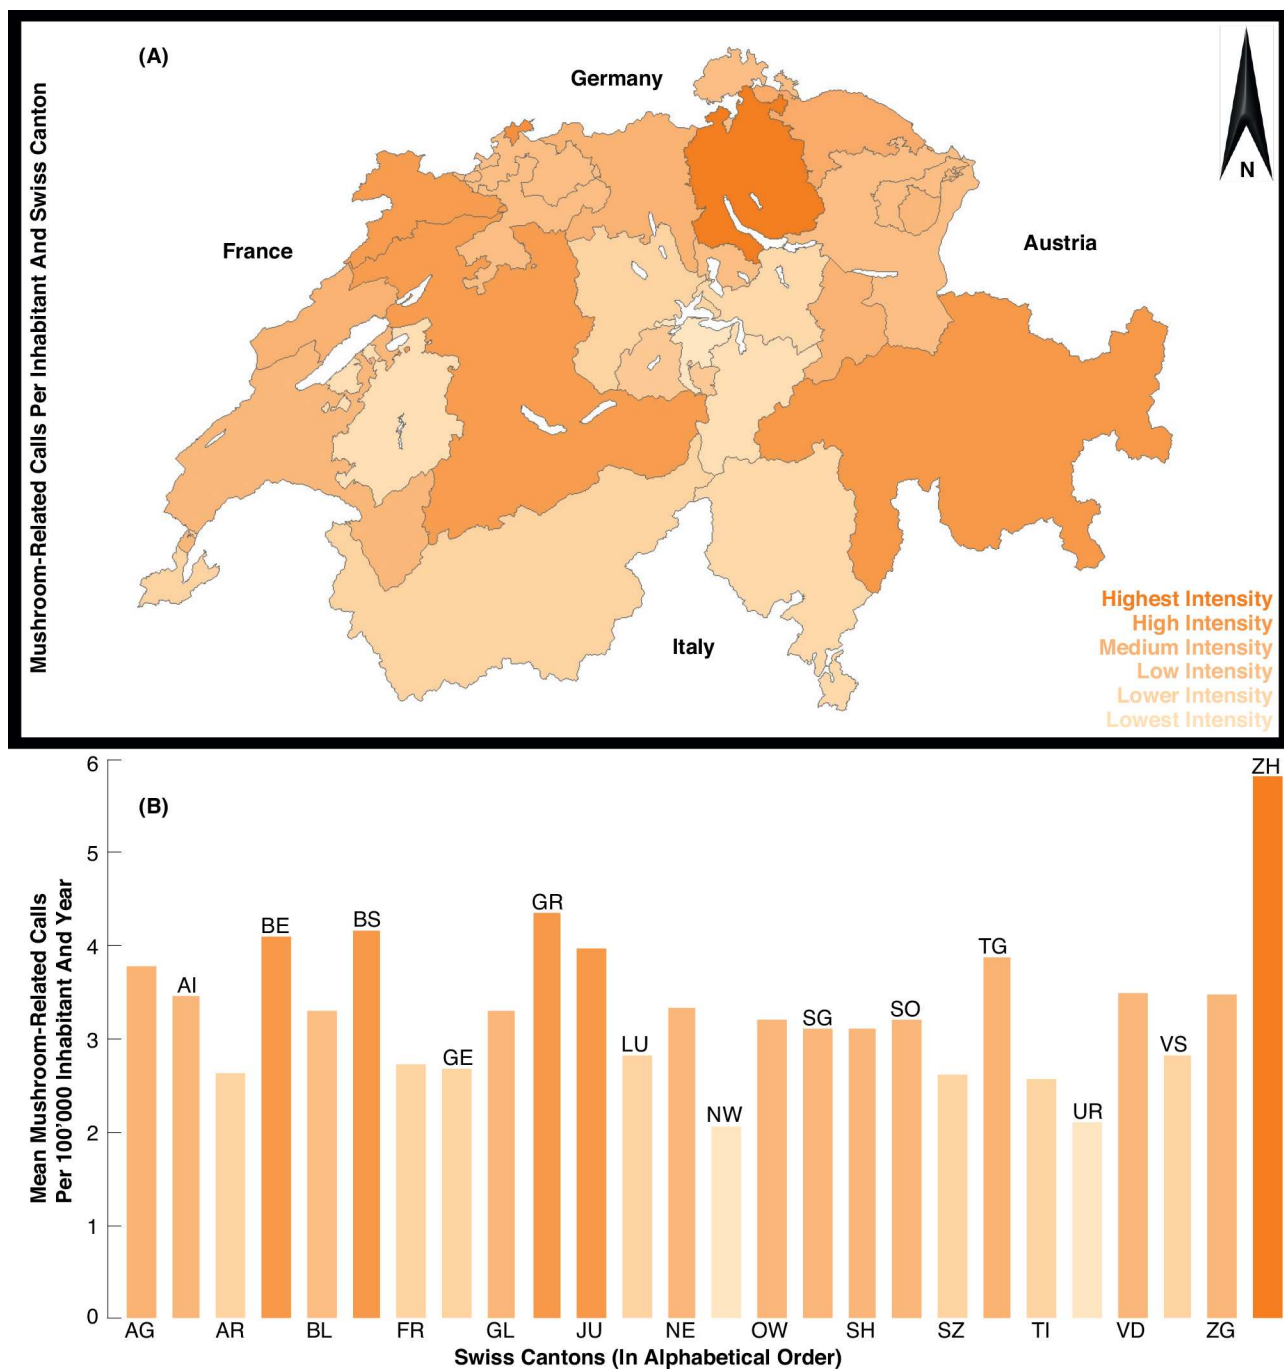 Mushroom-Related Calls Per Inhabitant And Swiss Canton
(A)
Germany
N
France
Austria
Italy
Highest Intensity
High Intensity
Medium Intensity
Low Intensity
Lower Intensity
Lowest Intensity
(B)
Mean Mushroom-Related Calls
Per 100'000 Inhabitant And Year
6
5
4
3
2
1
0
AI
BE
BS
GE
GR
LU
NW
SG
SO
TG
UR
VS
ZH
AG
AR
BL
FR
GL
JU
NE
OW
SH
SZ
TI
VD
ZG
Swiss Cantons (In Alphabetical Order)